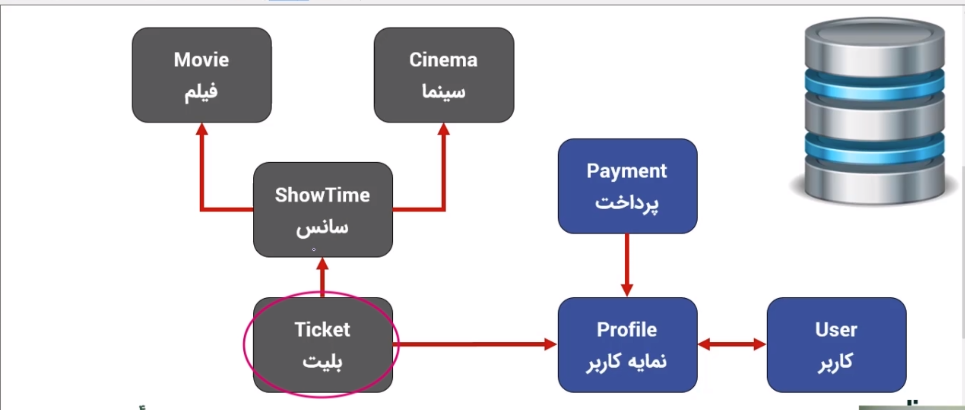 Movie
فیلم
Cinema
سینما
ShowTime
سانس
Payment
پرداخت
Ticket
بلیت
Profile
نمایه کاربر
User
کاربر